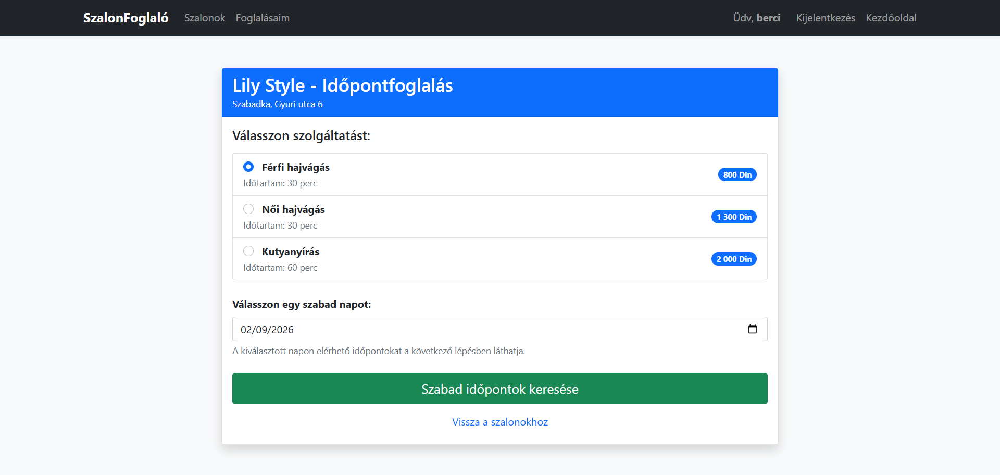 SzalonFoglaló Szalonok Foglalásaim Üdv, berci Kijelentkezés Kezdőoldal
Lily Style - Időpontfoglalás
Szabadka, Gyuri utca 6
Válasszon szolgáltatást:
Férfi hajvágás
800 Din
Időtartam: 30 perc
Női hajvágás
1 300 Din
Időtartam: 30 perc
Kutyanyírás
2 000 Din
Időtartam: 60 perc
Válasszon egy szabad napot:
02/09/2026
A kiválasztott napon elérhető időpontokat a következő lépésben láthatja.
Szabad időpontok keresése
Vissza a szalonokhoz